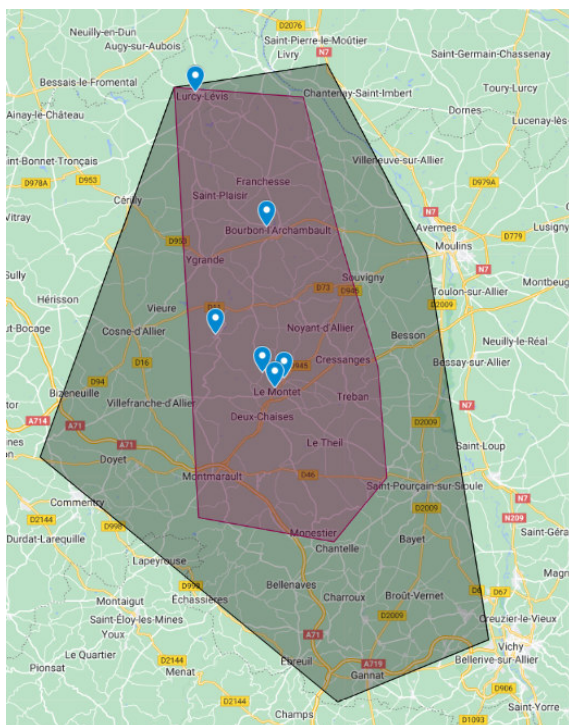 D2076
Neuilly-en-Dun
Saint-Pierre-le-Moûtier
Augy-sur-Aubois
Livry
N7
Saint-Germain-Chassenay
Bessais-le-Fromental
Lurcy-Lévis
Chantenay-Saint-Imbert
Toury-Lurcy
Ainay-le-Château
Dornes
Lucenay-lès
int-Bonnet-Tronçais
Villeneuve-sur-Allier
D978A
D953
Franchesse
D979A
Cérilly
Saint-Plaisir
Vitray
N7
Lusigny
Bourbon-l'Archambault
Avermes
D779
D953
Moulins
Sully
Ygrande
Souvigny
N7
Montbeug
Hérisson
D73
D945
Toulon-sur-Allier
Vieure
D2009
ut-Bocage
Cosne-d'Allier
Noyant-d'Allier
Besson
Neuilly-le-Réal
D16
D945
Cressanges
Bessay-sur-Allier
D94
Le Montet
Treban
Bizeneuille
Villefranche-d'Allier
A714
A71
Deux-Chaises
D2009
Le Theil
Saint-Loup
A71
Doyet
Montmarault
D46
Saint-Pourçain-sur-Sioule
Commentry
N7
D2144
D998
D2009
N209
Durdat-Larequille
Monestier
Bayet
Saint-Géra
Chantelle
Lapeyrouse
Magn
Bellenaves
D998
D67
Montaigut
Échassières
Charroux
Broût-Vernet
D6
Creuzier-le-Vieux
Saint-Éloy-les-Mines
D2009
Youx
A71
Vichy
Le Quartier
D2144
A719
Bellerive-sur-Allier
Pionsat
Menat
Ébreuil
Gannat
D906
D2144
Saint-Yorre
Champs
D1093